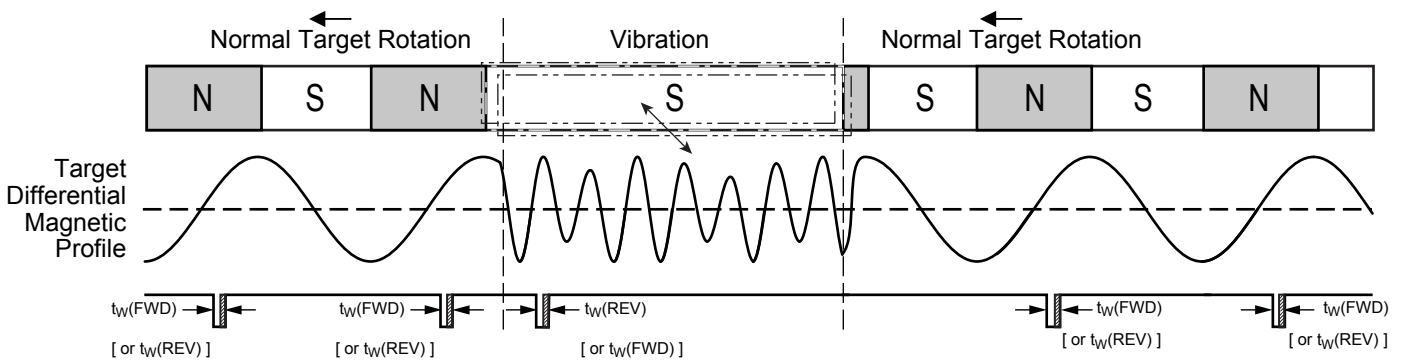 Normal Target Rotation
Vibration
Normal Target Rotation
N S N S S N S N
Target
Differential
Magnetic
Profile
tW(FWD) tW(FWD) tW(REV) tW(FWD) tW(FWD)
[ or tW(REV) ] [ or tW(REV) ] [ or tW(FWD) ] [ or tW(REV) ] [ or tW(REV) ]